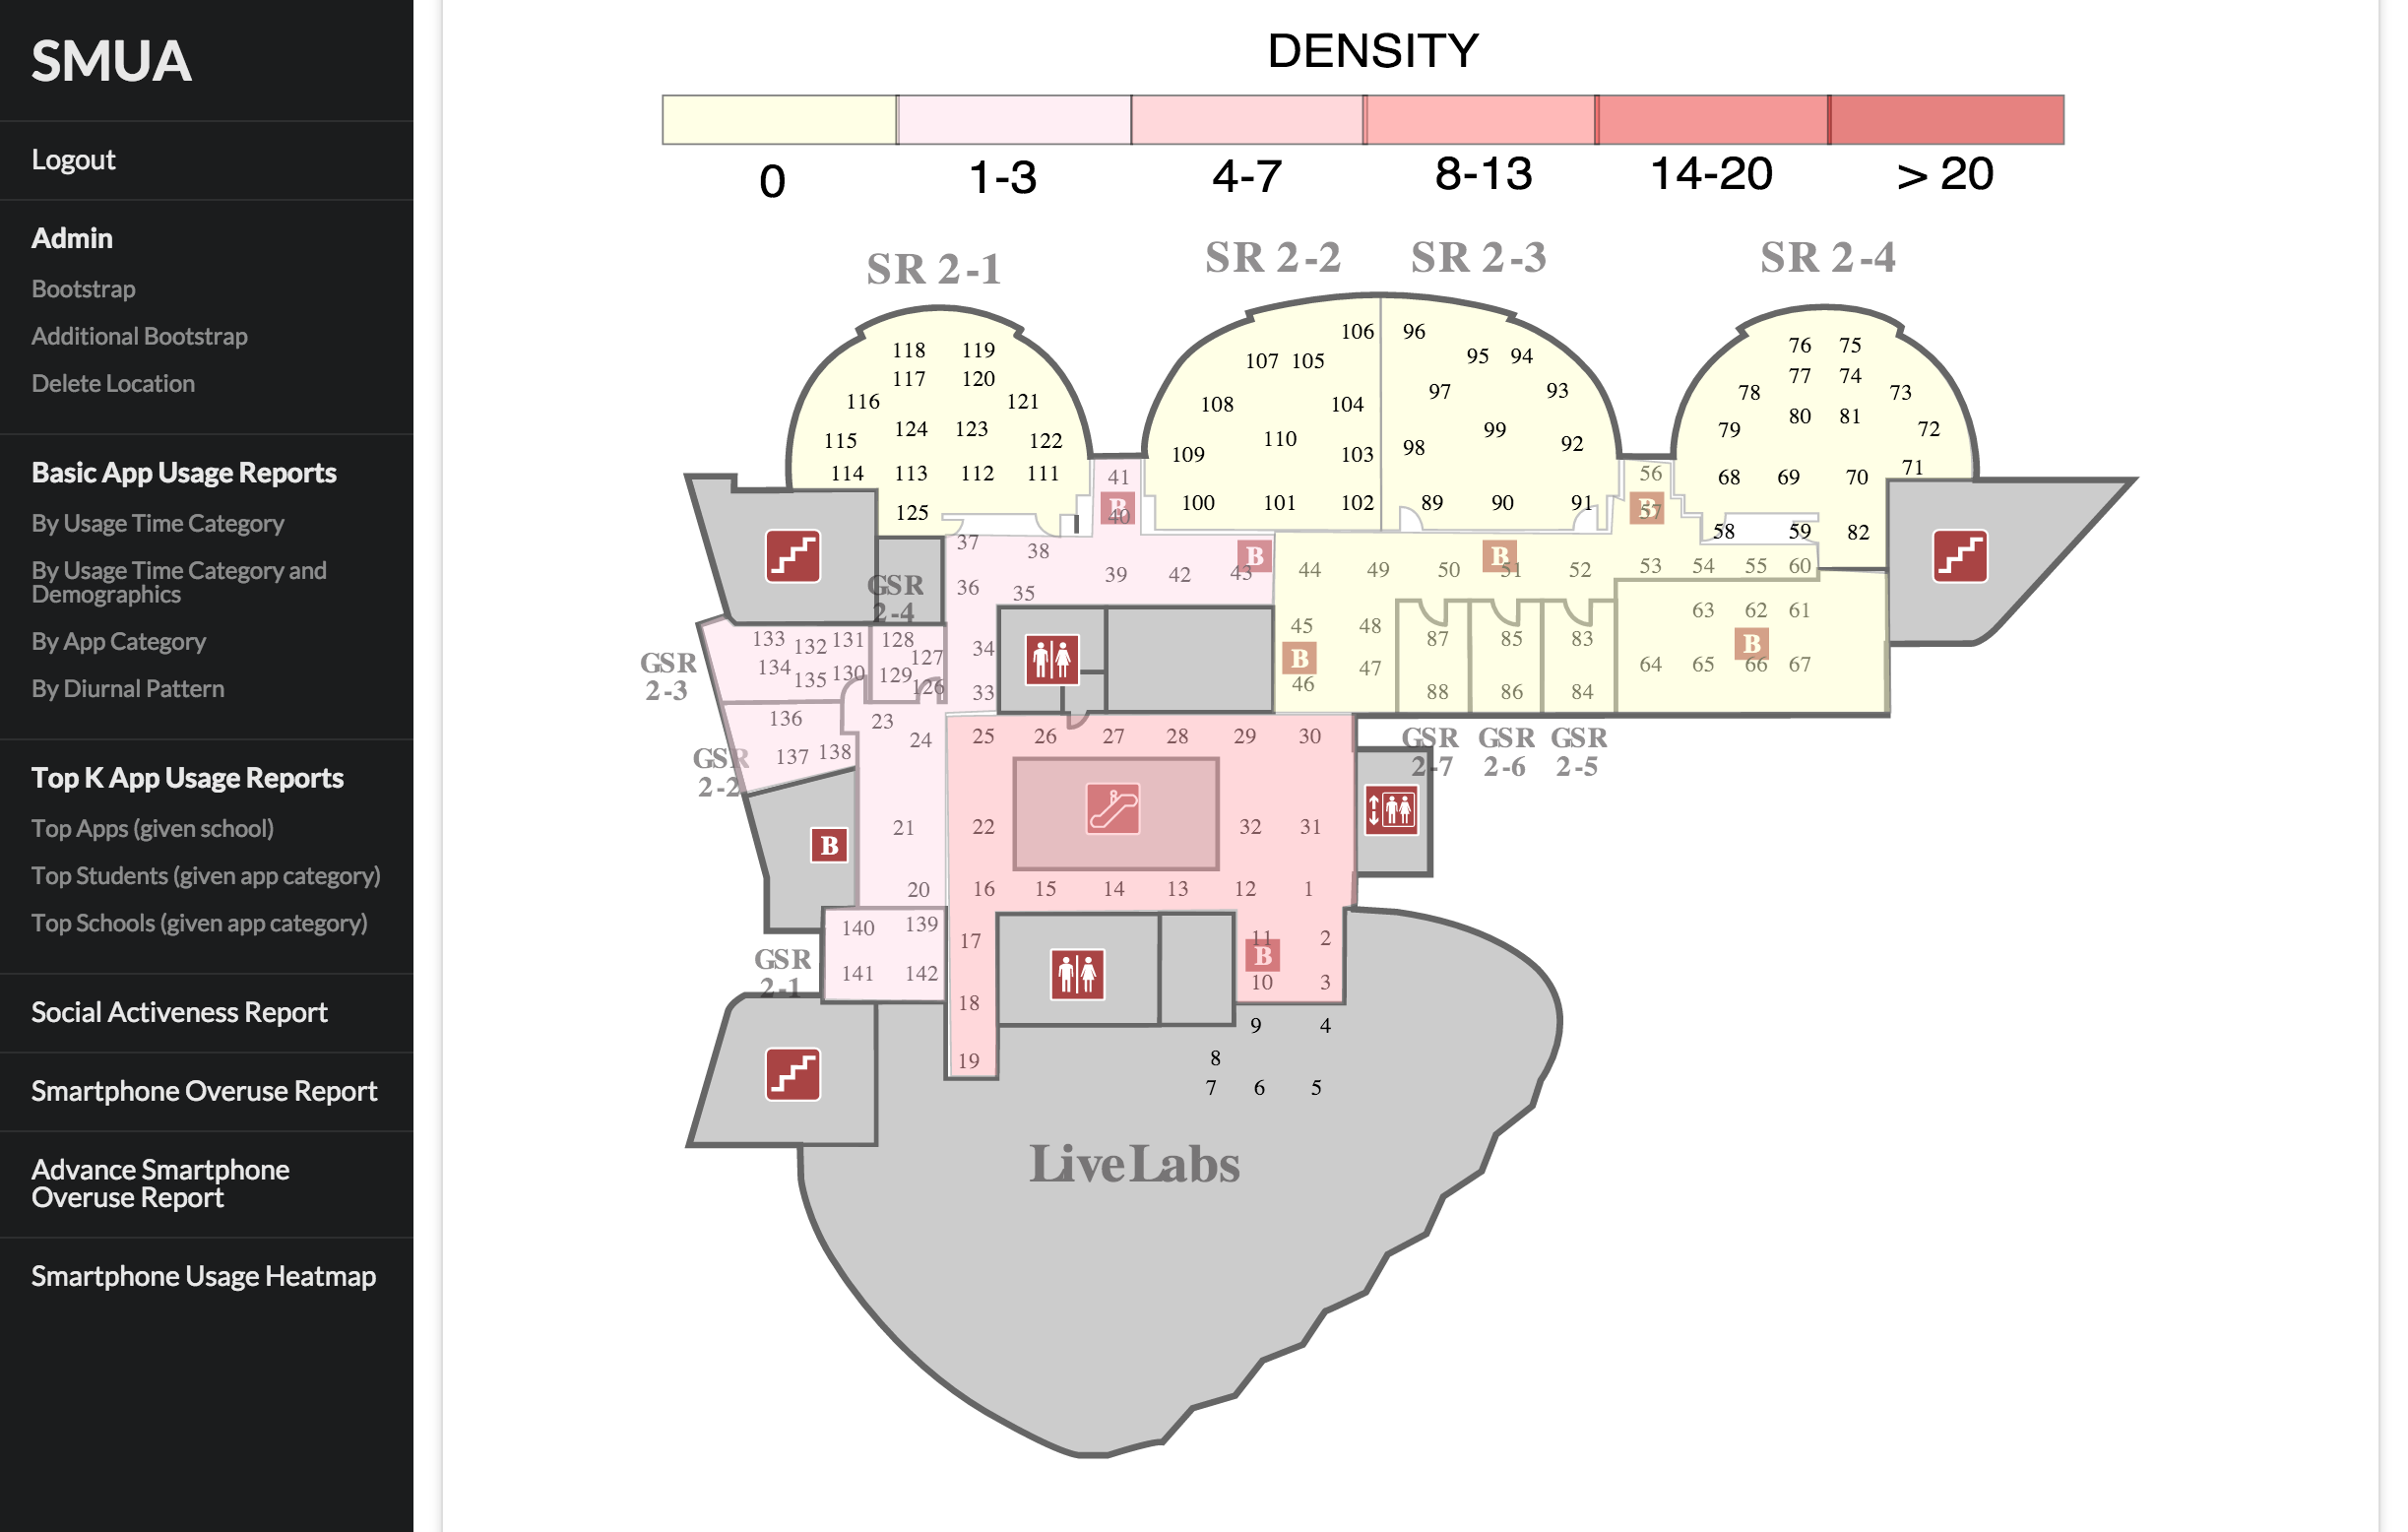 SMUA
Logout
Admin
Bootstrap
Additional Bootstrap
Delete Location
Basic App Usage Reports
By Usage Time Category
By Usage Time Category and
Demographics
By App Category
By Diurnal Pattern
Top K App Usage Reports
Top Apps (given school)
Top Students (given app category)
Top Schools (given app category)
Social Activeness Report
Smartphone Overuse Report
Advance Smartphone
Overuse Report
Smartphone Usage Heatmap
DENSITY
0 1-3 4-7 8-13 14-20 > 20
SR 2-1 SR 2-2 SR 2-3 SR 2-4
118 119
117 120
116 121
124 123
115 122
114 113 112 111
125
106
107 105
108 104
110
109 103
100 101 102
96
95 94
97 93
99
98 92
89 90 91
76 75
77 74
78 73
80 81
79 72
71
68 69 70
58 59 82
41
B
40
56
B
57
37 38 B
39 42 43
36 35
34
33
44 49 50 B 51 52 53 54 55 60
45 48
B
46 47
87 85 83
88 86 84
63 62 61
B
64 65 66 67
GSR
2-4
GSR
2-3
133 132 131 128
134 127
135 130 129 126
136 23
137 138 24
GSR
2-2
B
21
20
25 26 27 28 29 30
22 32 31
16 15 14 13 12 1
GSR
2-7
GSR
2-6
GSR
2-5
140 139
141 142
GSR
2-1
17
18
19
11 2
B
10 3
9 4
8
7 6 5
LiveLabs